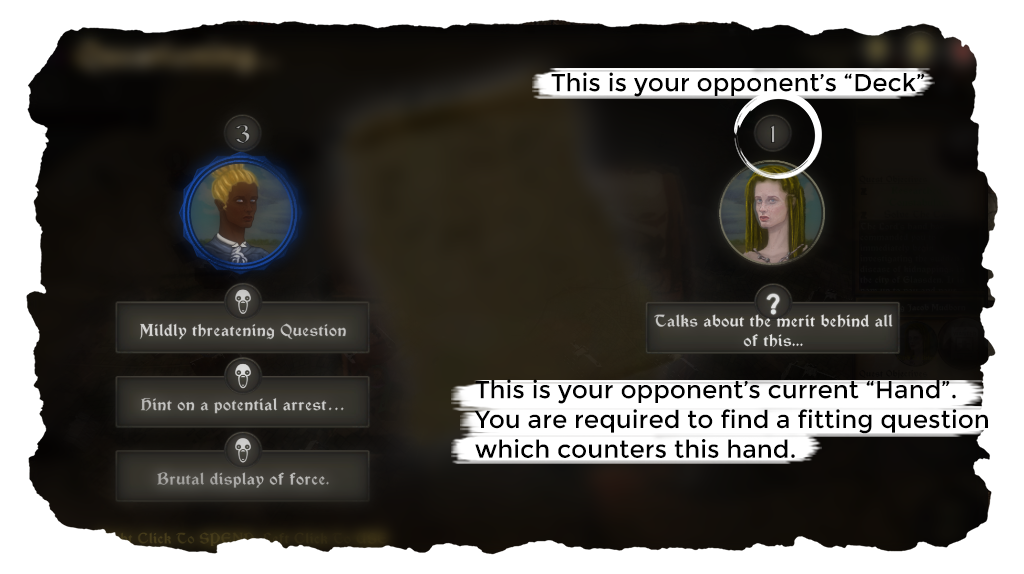 This is your opponent's “Deck”
3
1
Mildly threatening Question
?
Talks about the merit behind all
of this...
Hint on a potential arrest...
This is your opponent's current “Hand”.
You are required to find a fitting question
which counters this hand.
Brutal display of force.
Click To